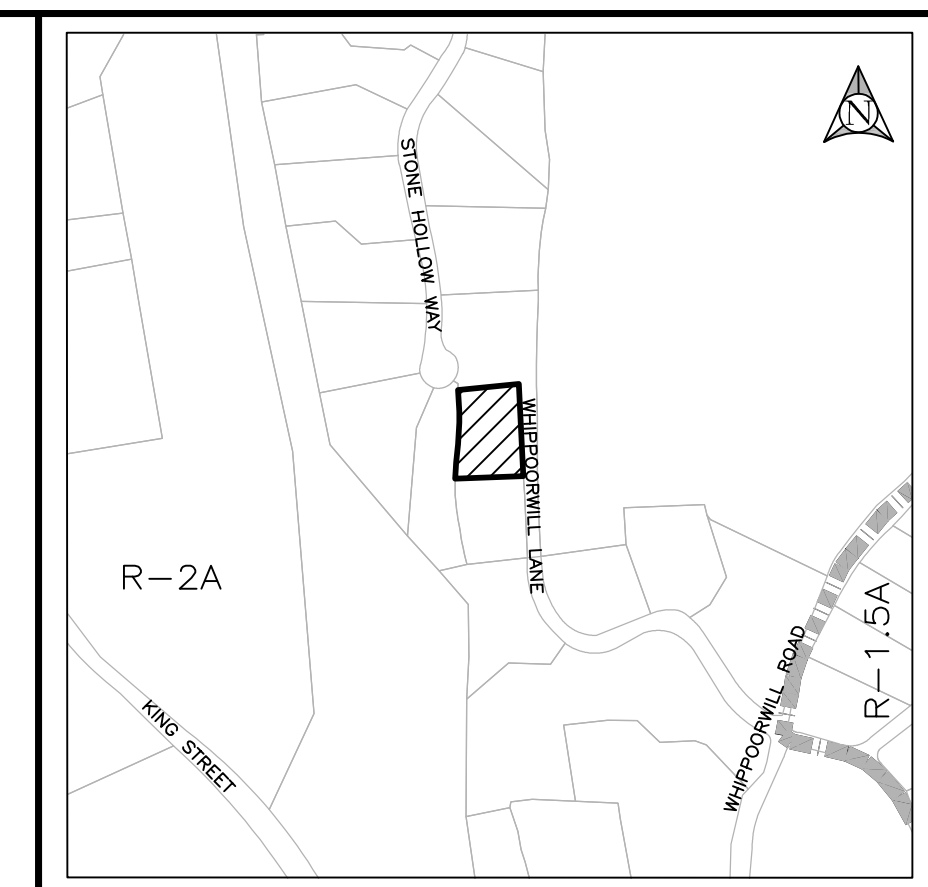 N
STONE HOLLOW WAY
WHIPPOORWILL LANE
R-2A
R-1.5A
WHIPPOORWILL ROAD
KING STREET